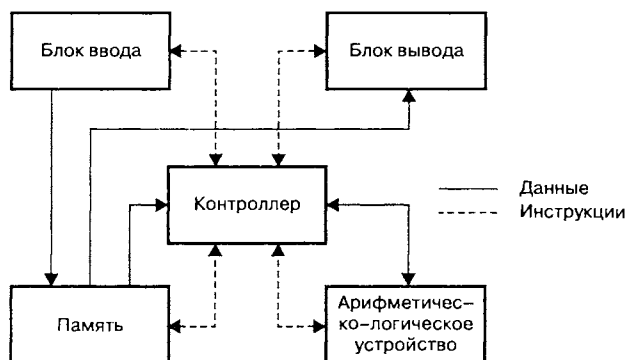 Блок ввода
Блок вывода
Контроллер
Данные
Инструкции
Память
Арифметичес-
ко-логическое
устройство